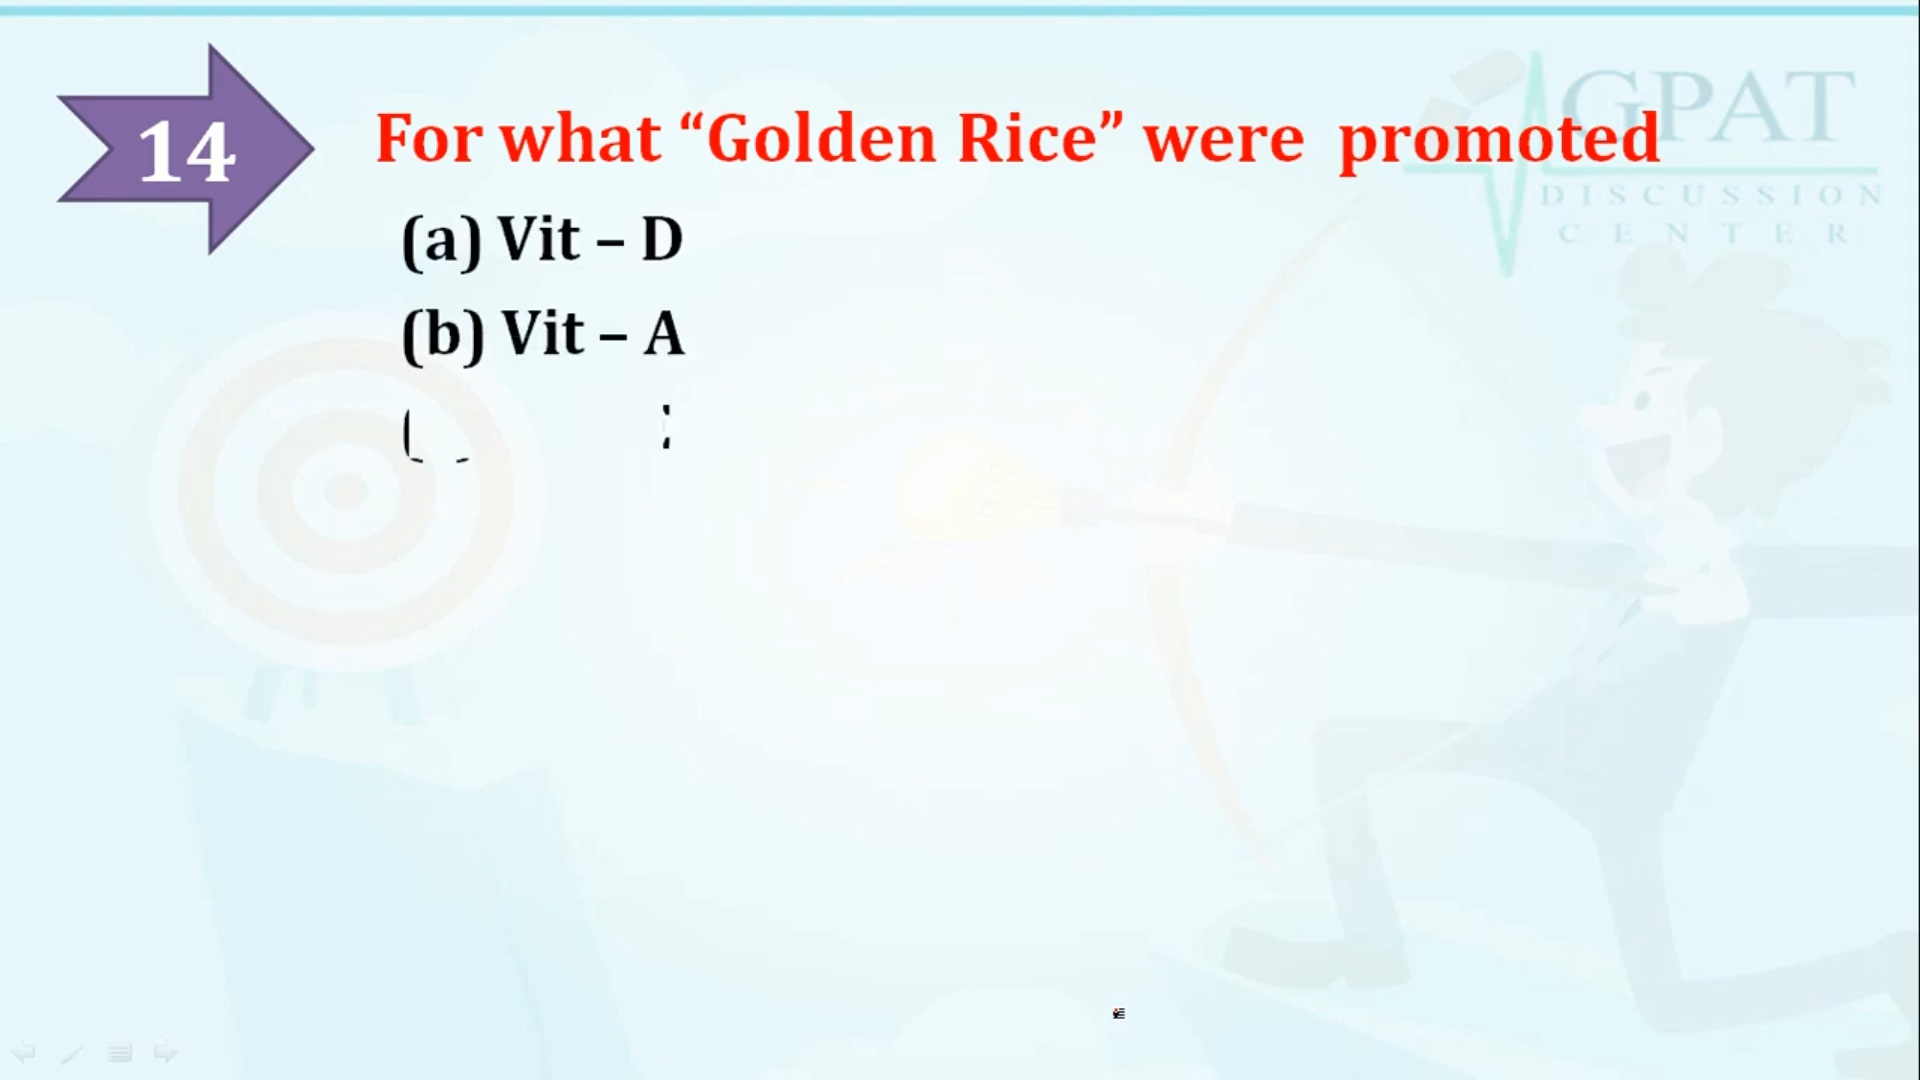 14
For what “Golden Rice” were promoted
(a) Vit – D
(b) Vit – A
GPAT
DISCUSSION
CENTER